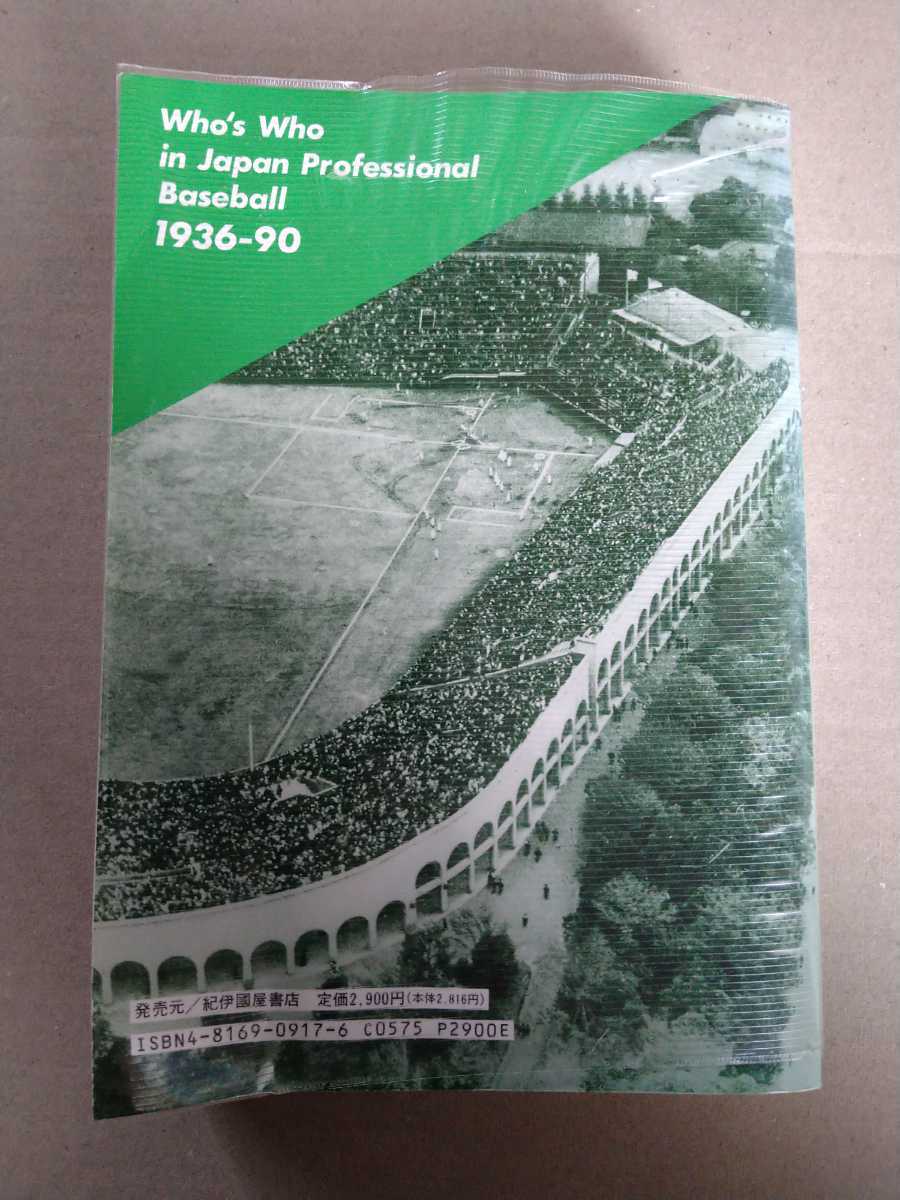 Who's Who
in Japan Professional
Baseball
1936-90
発売元／紀伊國屋書店 定価2,900円(本体2,816円)
ISBN4-8169-0917-6 C0575 P2900E